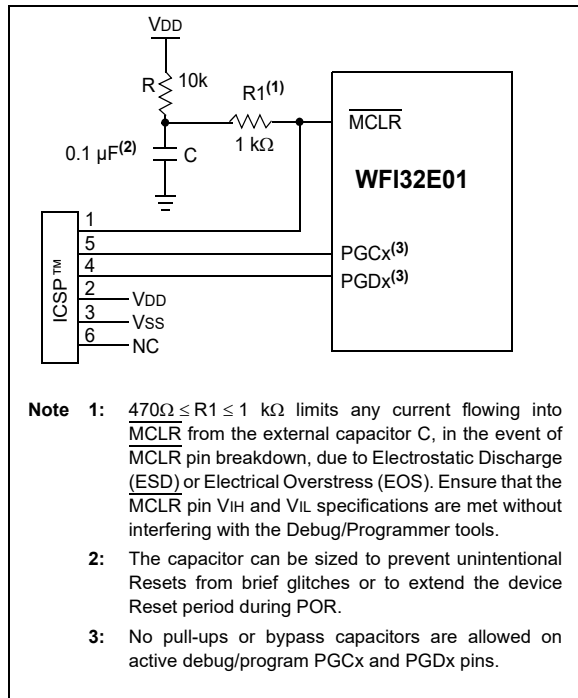 VDD
R 10k R1(1)
0.1 µF(2) C 1 kΩ
MCLR
WFI32E01
ICSP™
1
5 PGCx(3)
4 PGDx(3)
2 VDD
3 VSS
6 NC
Note 1: 470Ω ≤ R1 ≤ 1 kΩ limits any current flowing into
MCLR from the external capacitor C, in the event of
MCLR pin breakdown, due to Electrostatic Discharge
(ESD) or Electrical Overstress (EOS). Ensure that the
MCLR pin VIH and VIL specifications are met without
interfering with the Debug/Programmer tools.
2: The capacitor can be sized to prevent unintentional
Resets from brief glitches or to extend the device
Reset period during POR.
3: No pull-ups or bypass capacitors are allowed on
active debug/program PGCx and PGDx pins.